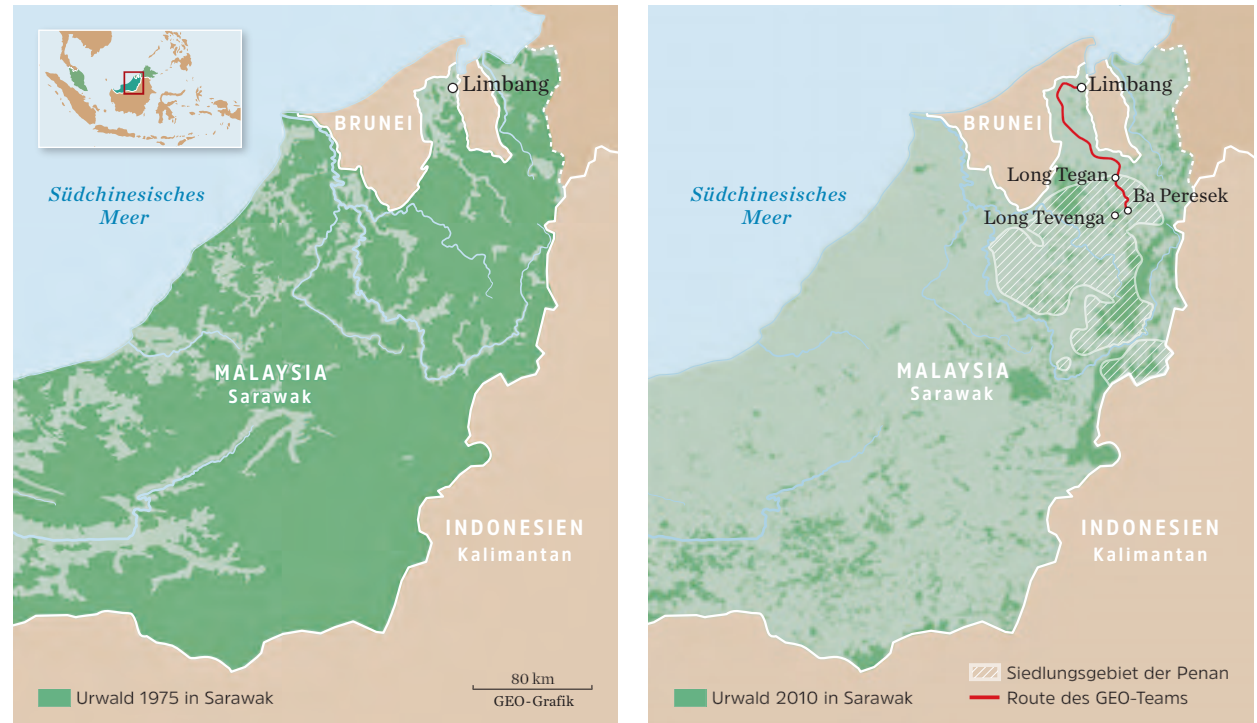 Limbang
BRUNEI
Südchinesisches
Meer
MALAYSIA
Sarawak
INDONESIEN
Kalimantan
Urwald 1975 in Sarawak
80 km
GEO-Grafik
Limbang
BRUNEI
Long Tegan
Ba Peresek
Long Tevenga
Südchinesisches
Meer
MALAYSIA
Sarawak
INDONESIEN
Kalimantan
Siedlungsgebiet der Penan
Urwald 2010 in Sarawak
Route des GEO-Teams